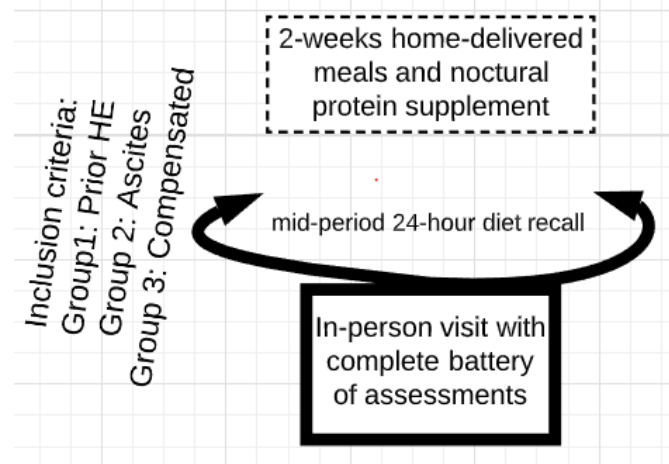 2-weeks home-delivered
meals and noctural
protein supplement
Inclusion criteria:
Group1: Prior HE
Group 2: Ascites
Group 3: Compensated
mid-period 24-hour diet recall
In-person visit with
complete battery
of assessments